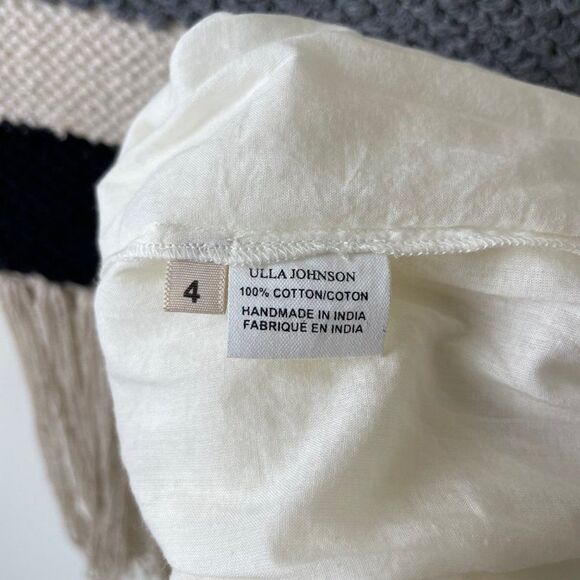 4
ULLA JOHNSON
100% COTTON/COTON
HANDMADE IN INDIA
FABRIQUÉ EN INDIA